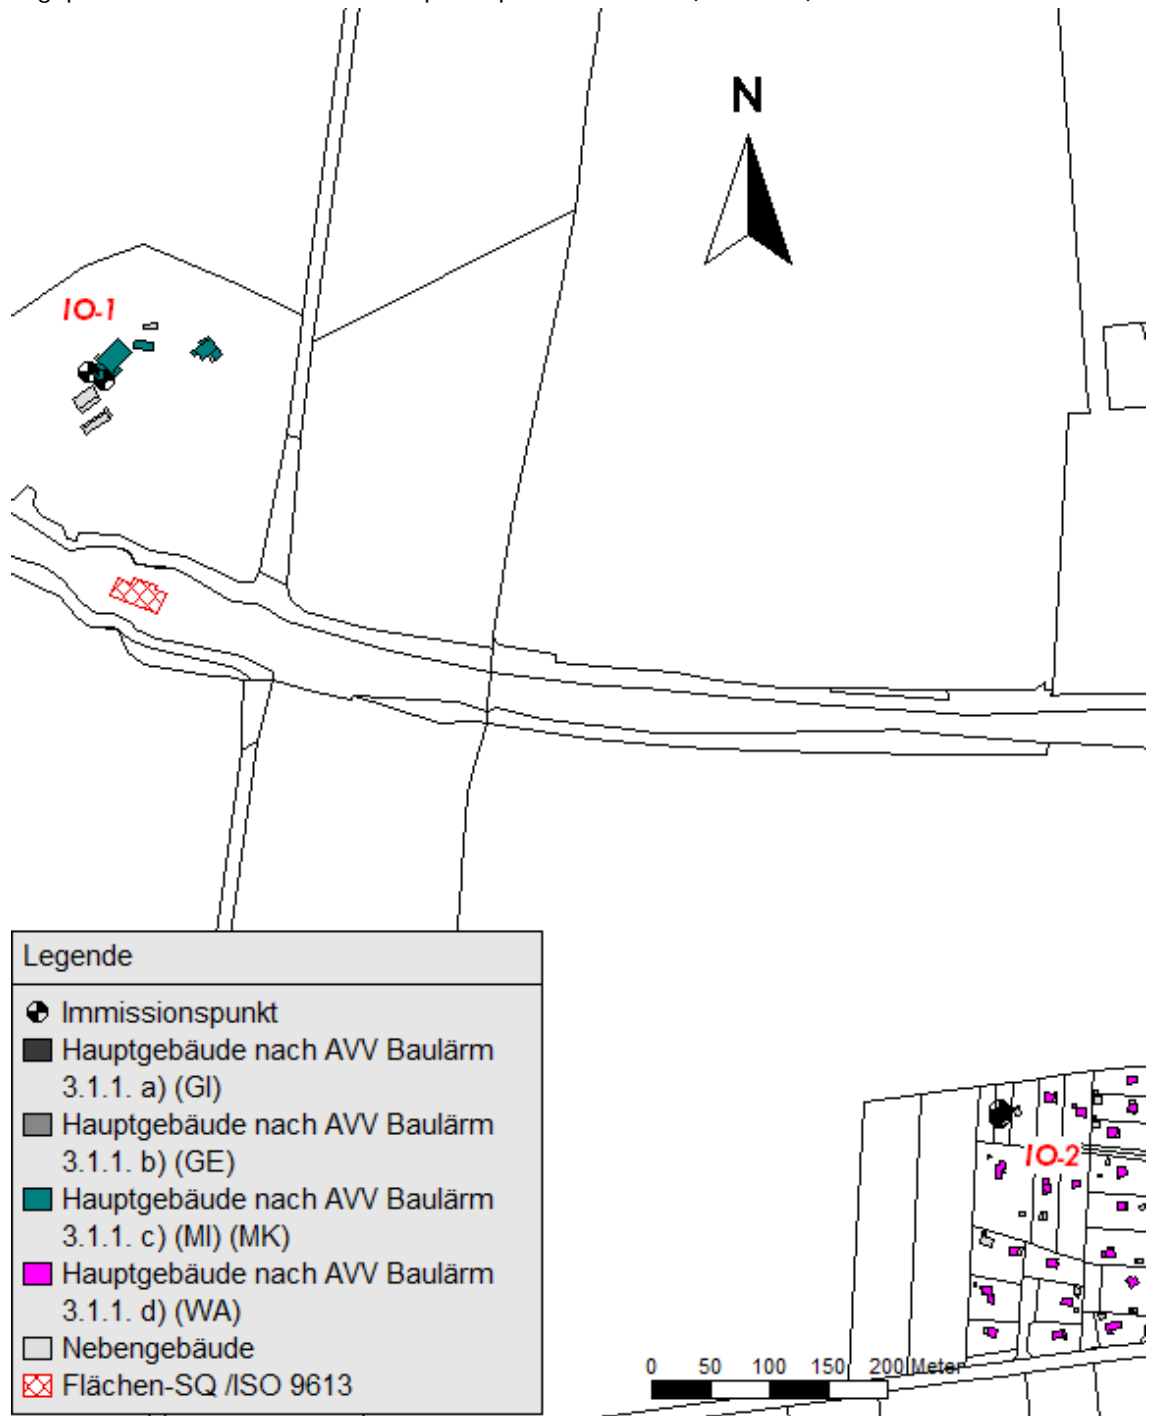 N
IO-1
Legende
Immissionspunkt
Hauptgebäude nach AVV Baulärm
3.1.1. a) (GI)
Hauptgebäude nach AVV Baulärm
3.1.1. b) (GE)
Hauptgebäude nach AVV Baulärm
3.1.1. c) (MI) (MK)
Hauptgebäude nach AVV Baulärm
3.1.1. d) (WA)
Nebengebäude
Flächen-SQ /ISO 9613
IO-2
0 50 100 150 200 Meter